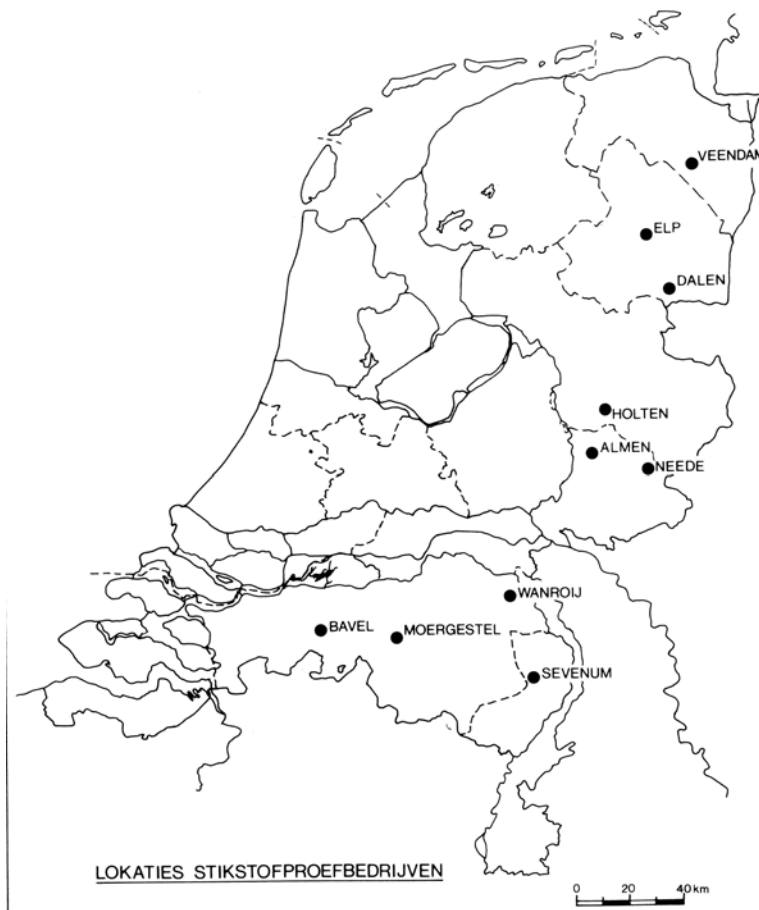 VEENDAM
ELP
DALEN
HOLTEN
ALMEN
NEEDE
WANROIJ
BAVEL
MOERGESTEL
SEVENUM
LOKATIES STIKSTOFPROEFBEDRIJVEN
0 20 40 km